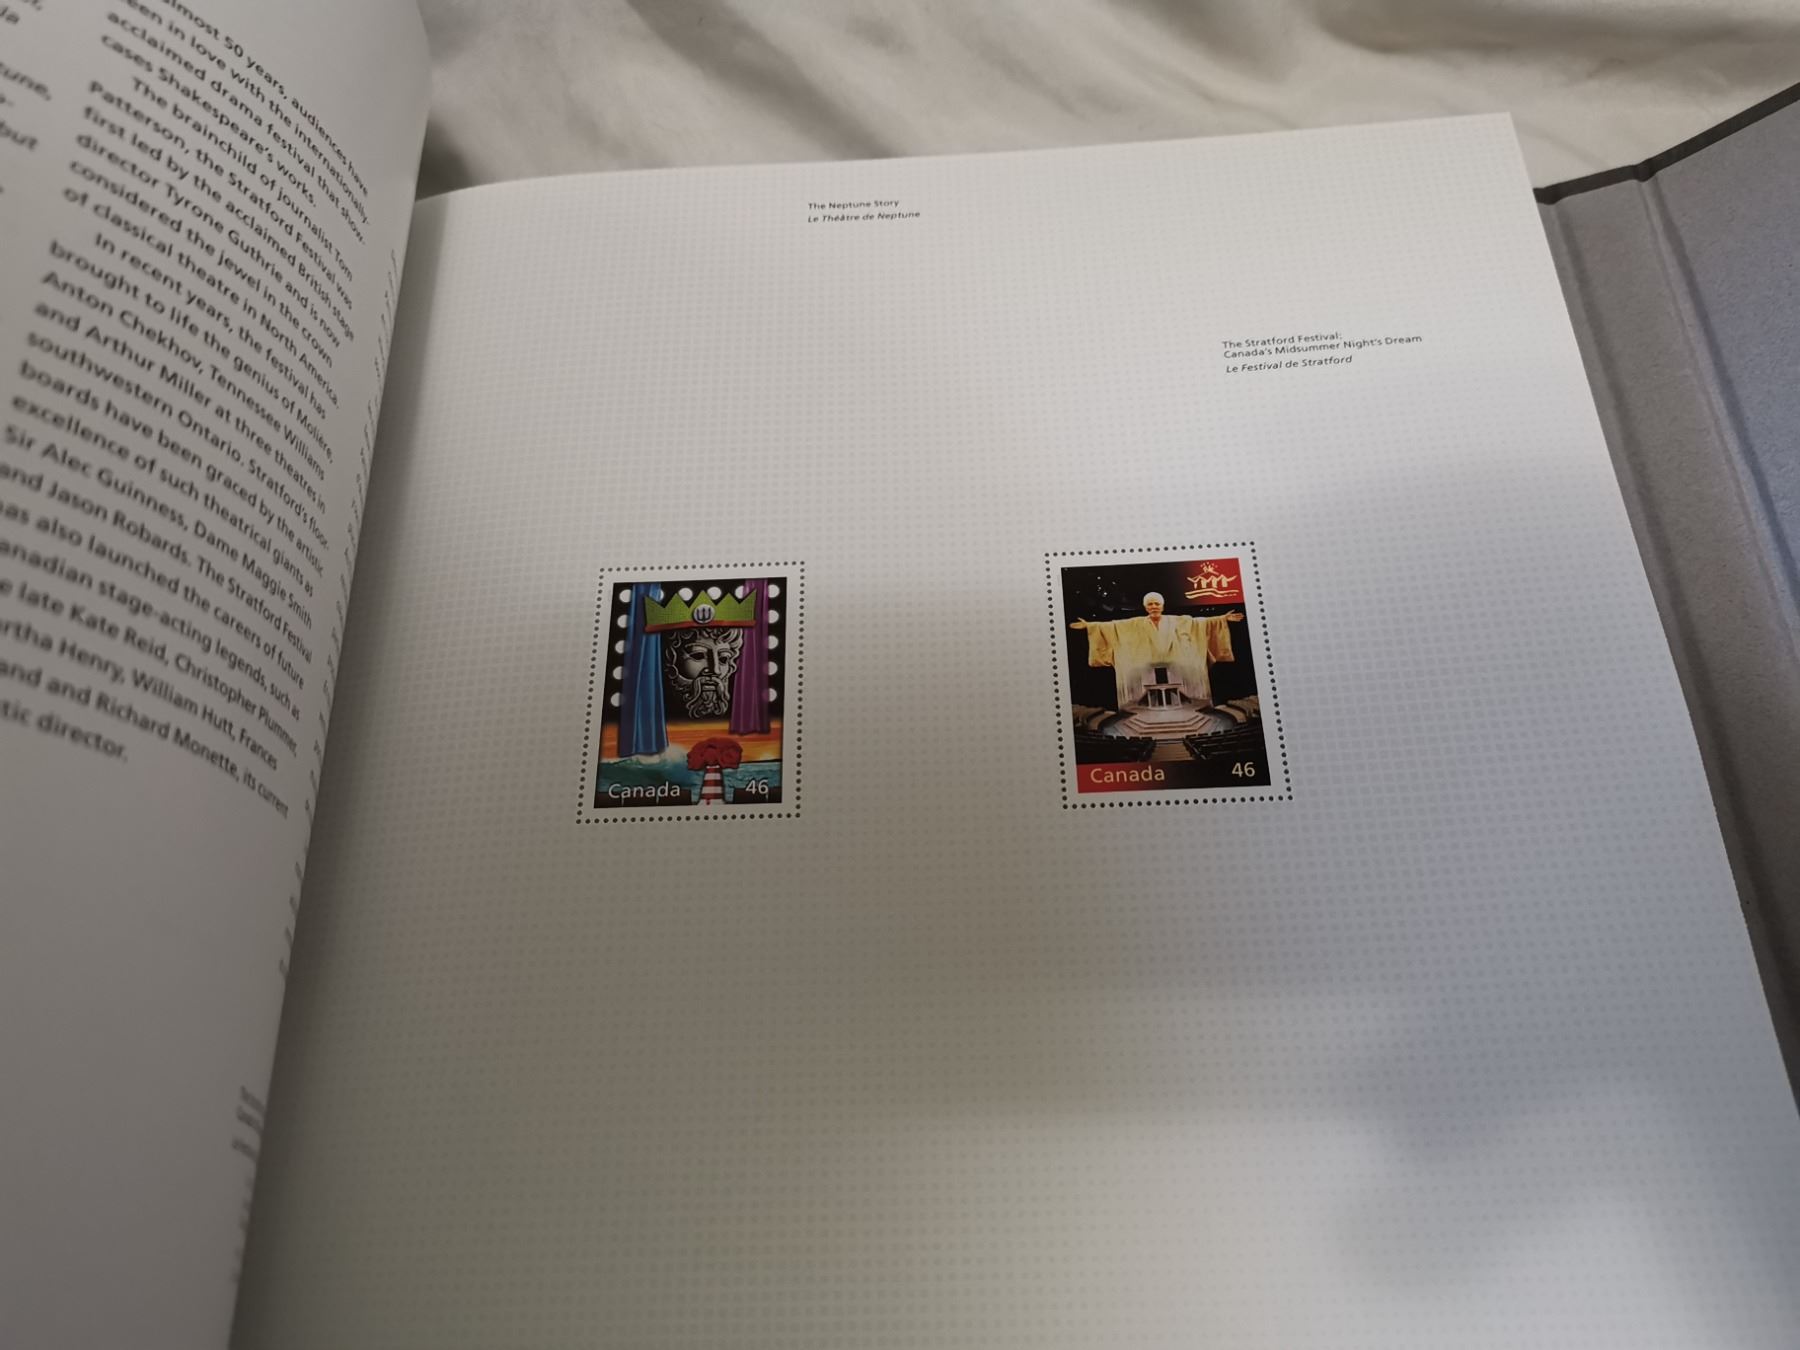 almost 50 years, audiences have
been in love with the internationally-
acclaimed drama festival that show-
cases Shakespeare's works.
The brainchild of journalist Tom
Patterson, the Stratford Festival was
first led by the acclaimed British stage
director Tyrone Guthrie and is now
considered the jewel in the crown
of classical theatre in North America.
In recent years, the festival has
brought to life the genius of Molière,
Anton Chekhov, Tennessee Williams
and Arthur Miller at three theatres in
southwestern Ontario. Stratford's floor-
boards have been graced by the artistic
excellence of such theatrical giants as
Sir Alec Guinness, Dame Maggie Smith
and Jason Robards. The Stratford Festival
has also launched the careers of future
anadian stage-acting legends, such as
e late Kate Reid, Christopher Plummer,
artha Henry, William Hutt, Frances
and and Richard Monette, its current
tic director.
but
The Neptune Story
Le Théâtre de Neptune
The Stratford Festival:
Canada's Midsummer Night's Dream
Le Festival de Stratford
Canada 46
Canada 46